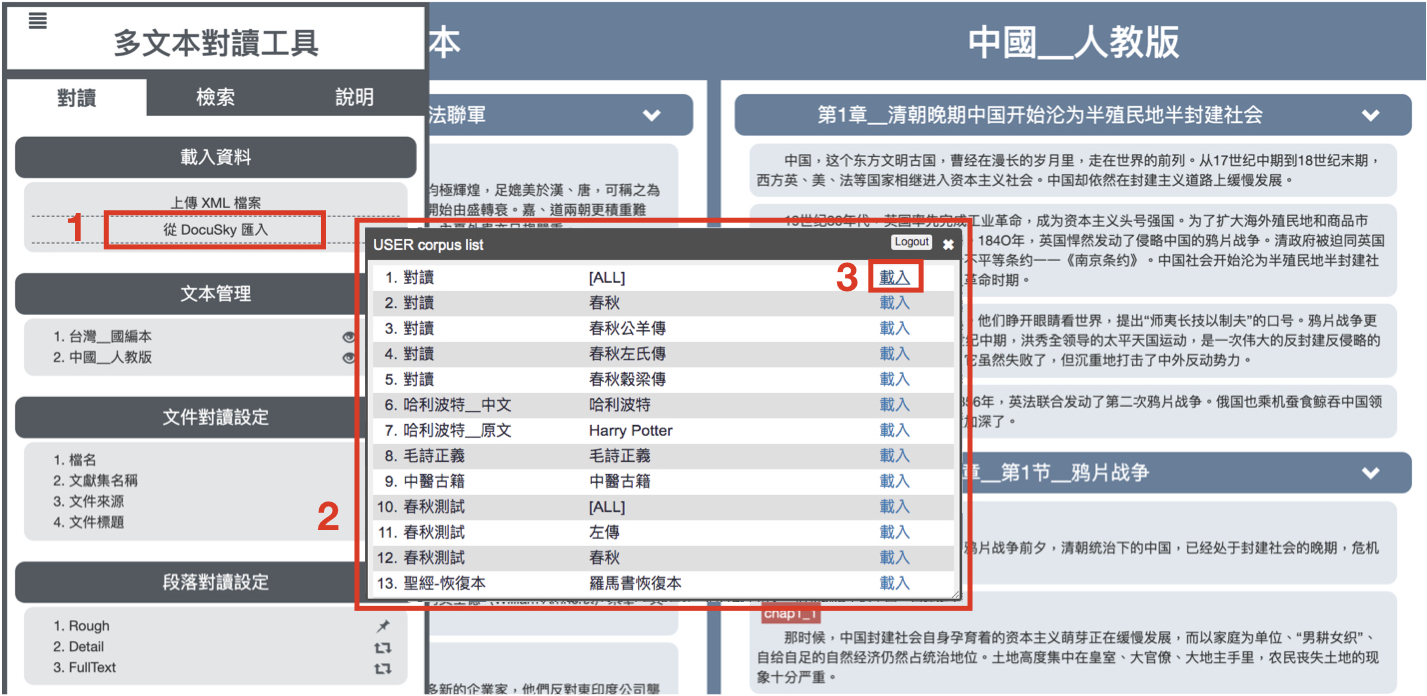 多文本對讀工具
對讀
檢索
說明
載入資料
上傳 XML 檔案
1
從 DocuSky 匯入
文本管理
1. 台灣__國編本
2. 中國__人教版
文件對讀設定
1. 檔名
2. 文獻集名稱
3. 文件來源
4. 文件標題
段落對讀設定
1. Rough
2. Detail
3. FullText
本
法聯軍
均極輝煌，足媲美於漢、唐，可稱之為
開始由盛轉衰。嘉、道兩朝更積重難
2
USER corpus list
Logout
1. 對讀 [ALL] 載入
3
2. 對讀 春秋 載入
3. 對讀 春秋公羊傳 載入
4. 對讀 春秋左氏傳 載入
5. 對讀 春秋穀梁傳 載入
6. 哈利波特__中文 哈利波特 載入
7. 哈利波特__原文 Harry Potter 載入
8. 毛詩正義 毛詩正義 載入
9. 中醫古籍 中醫古籍 載入
10. 春秋測試 [ALL] 載入
11. 春秋測試 左傳 載入
12. 春秋測試 春秋 載入
13. 聖經-恢復本 羅馬書恢復本 載入
多新的企業家，他們反對東印度公司壟
中國__人教版
第1章__清朝晚期中国开始沦为半殖民地半封建社会
中国，这个东方文明古国，曹经在漫长的岁月里，走在世界的前列。从17世纪中期到18世纪末期，
西方英、美、法等国家相继进入资本主义社会。中国却依然在封建主义道路上缓慢发展。
19世纪60年代，英国率先完成工业革命，成为资本主义头号强国。为了扩大海外殖民地和商品市
，184O年，英国悍然发动了侵略中国的鸦片战争。清政府被迫同英国
不平等条约一一《南京条约》。中国社会开始沦为半殖民地半封建社
革命时期。
，他们睁开眼睛看世界，提出“师夷长技以制夫”的口号。鸦片战争更
纪中期，洪秀全领导的太平天国运动，是一次伟大的反封建反侵略的
它虽然失败了，但沉重地打击了中外反动势力。
856年，英法联合发动了第二次鸦片战争。俄国也乘机蚕食鲸吞中国领
加深了。
章__第1节__鸦片战争
鸦片战争前夕，清朝统治下的中国，已经处于封建社会的晚期，危机
chap1_1
那时候，中国封建社会自身孕育着的资本主义萌芽正在缓慢发展，而以家庭为单位、“男耕女织”、
自给自足的自然经济仍然占统治地位。土地高度集中在皇室、大官僚、大地主手里，农民丧失土地的现
象十分严重。